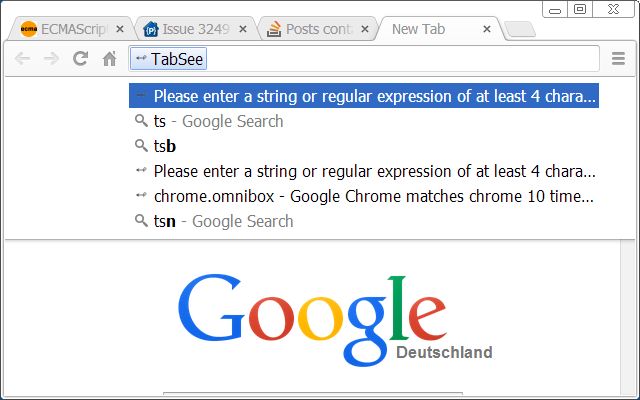 ECMAScript
Issue 3249
Posts cont
New Tab
TabSee
Please enter a string or regular expression of at least 4 chara...
ts - Google Search
tsb
Please enter a string or regular expression of at least 4 chara...
chrome.omnibox - Google Chrome matches chrome 10 time...
tsn - Google Search
Google
Deutschland